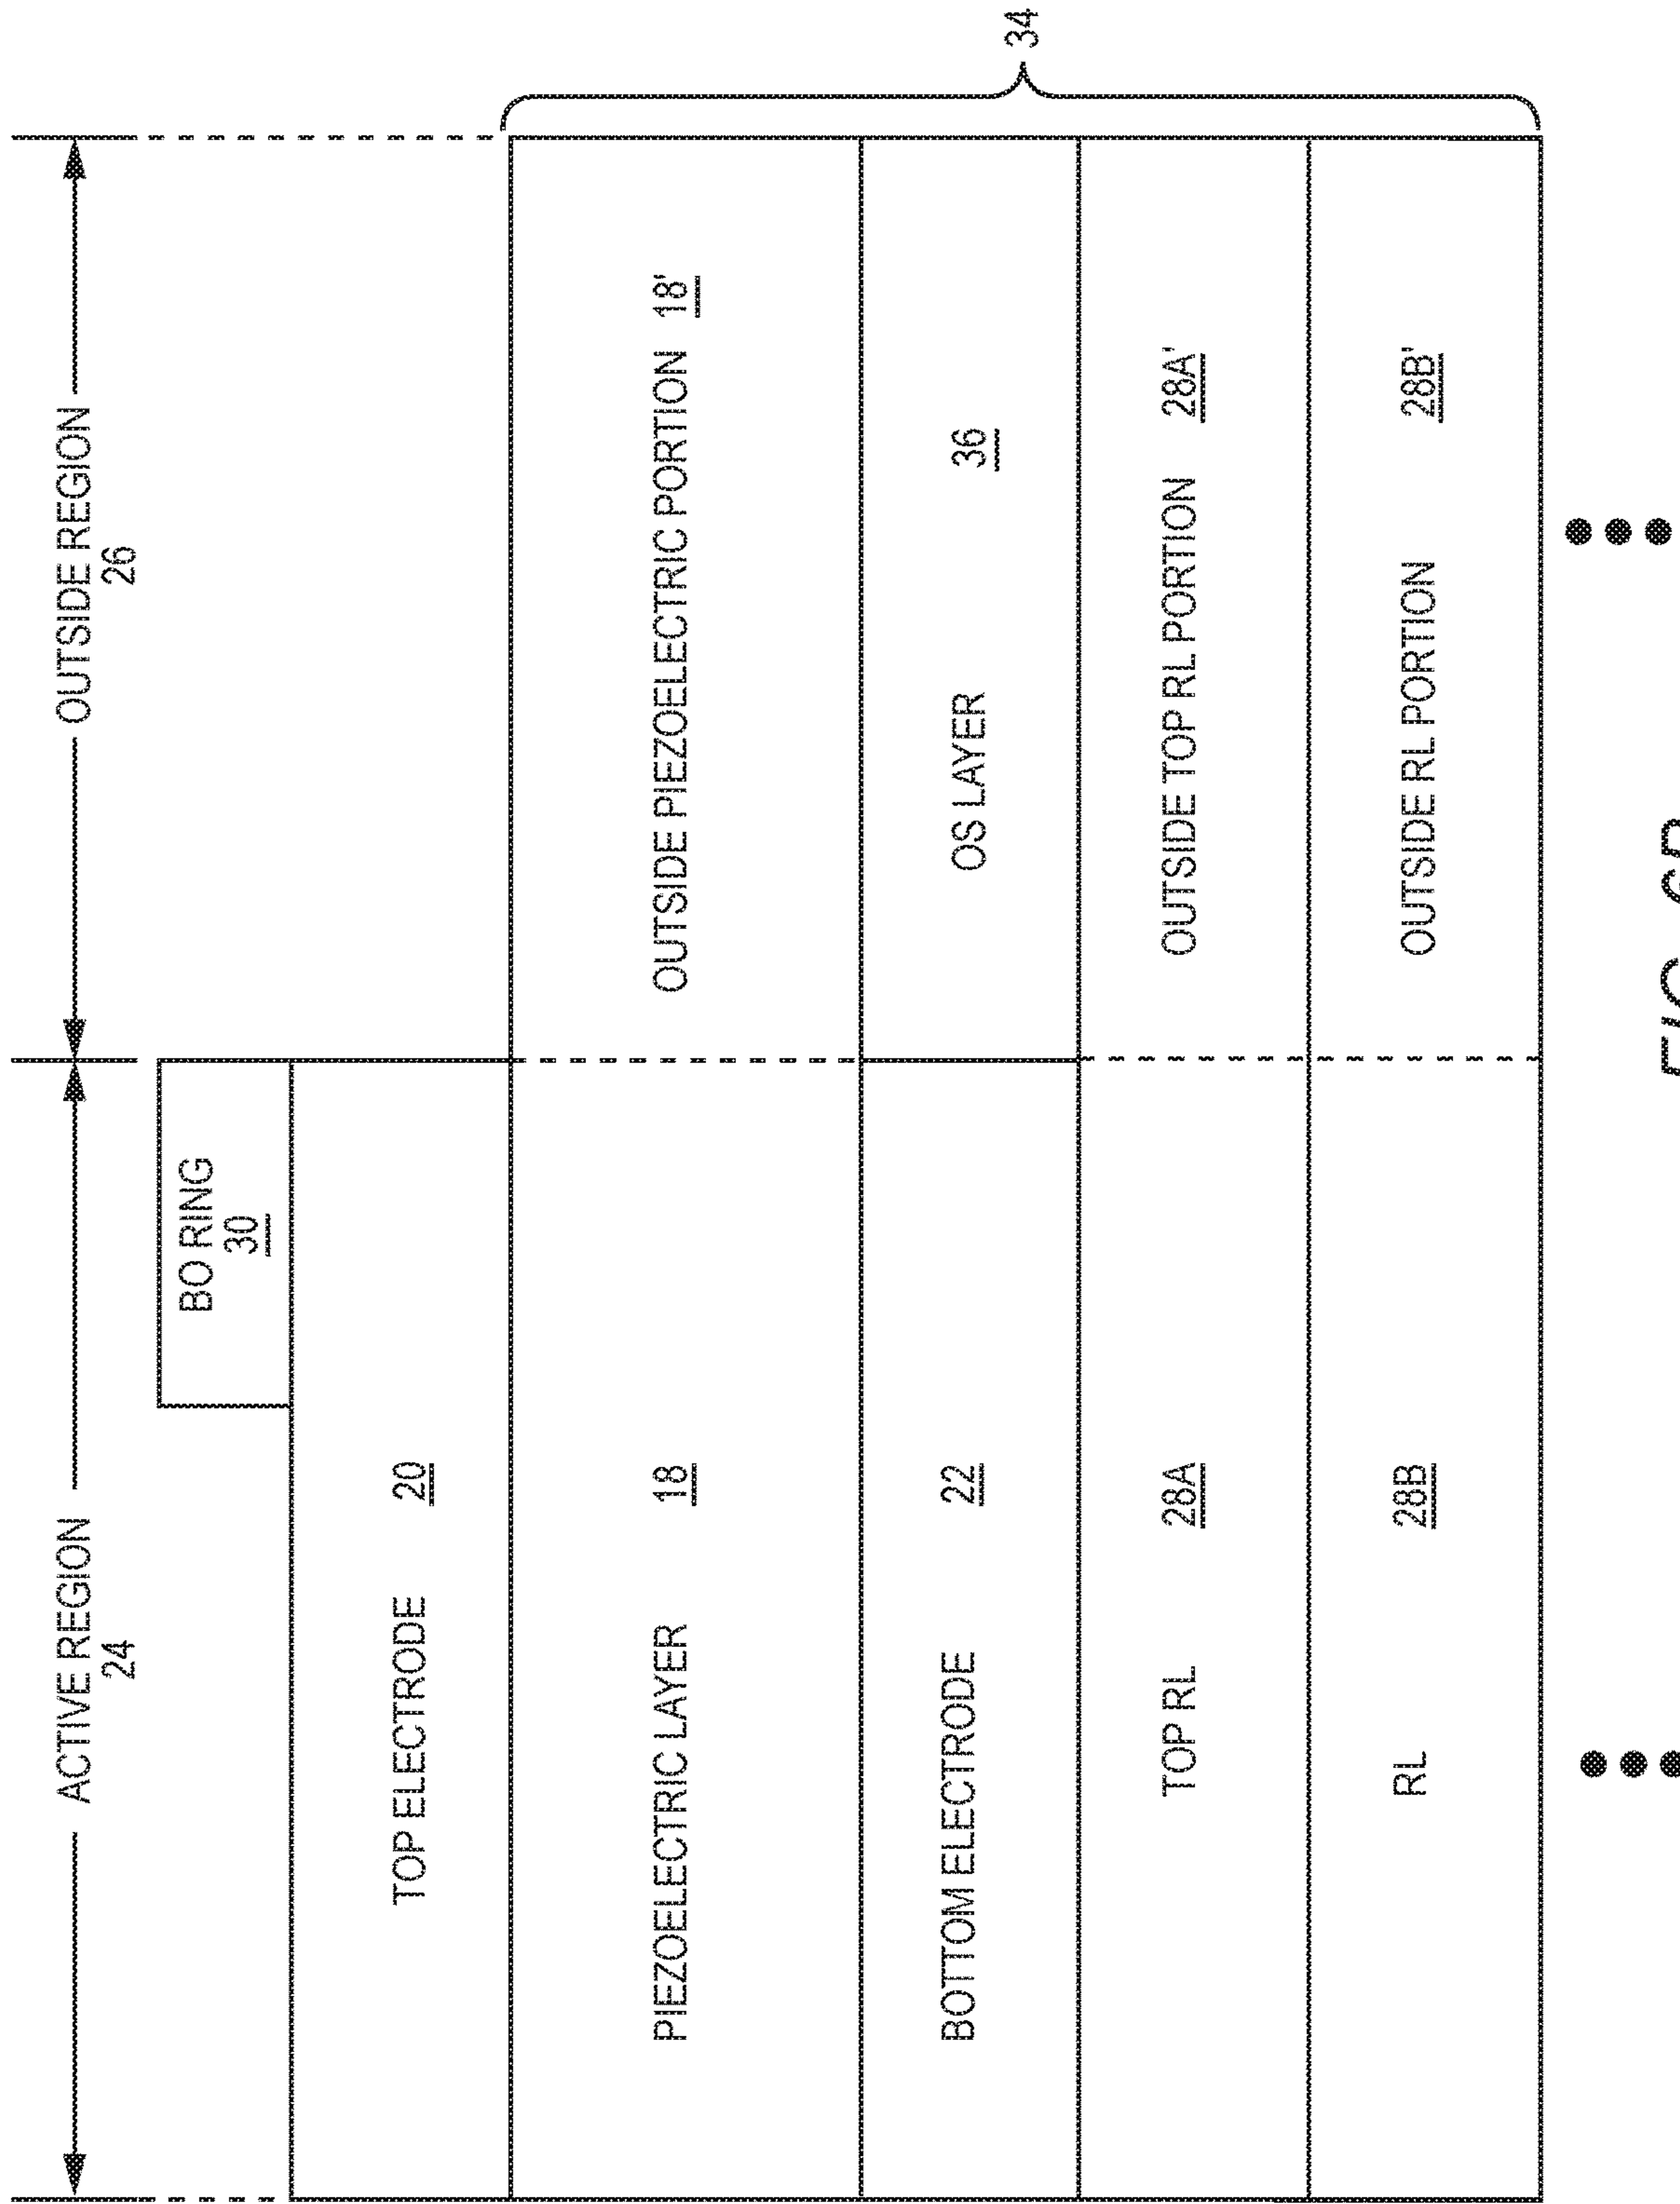 ACTIVE REGION
24
OUTSIDE REGION
26
BO RING
30
TOP ELECTRODE 20
PIEZOELECTRIC LAYER 18
OUTSIDE PIEZOELECTRIC PORTION 18'
BOTTOM ELECTRODE 22
OS LAYER 36
TOP RL 28A
OUTSIDE TOP RL PORTION 28A'
RL 28B
OUTSIDE RL PORTION 28B'
34